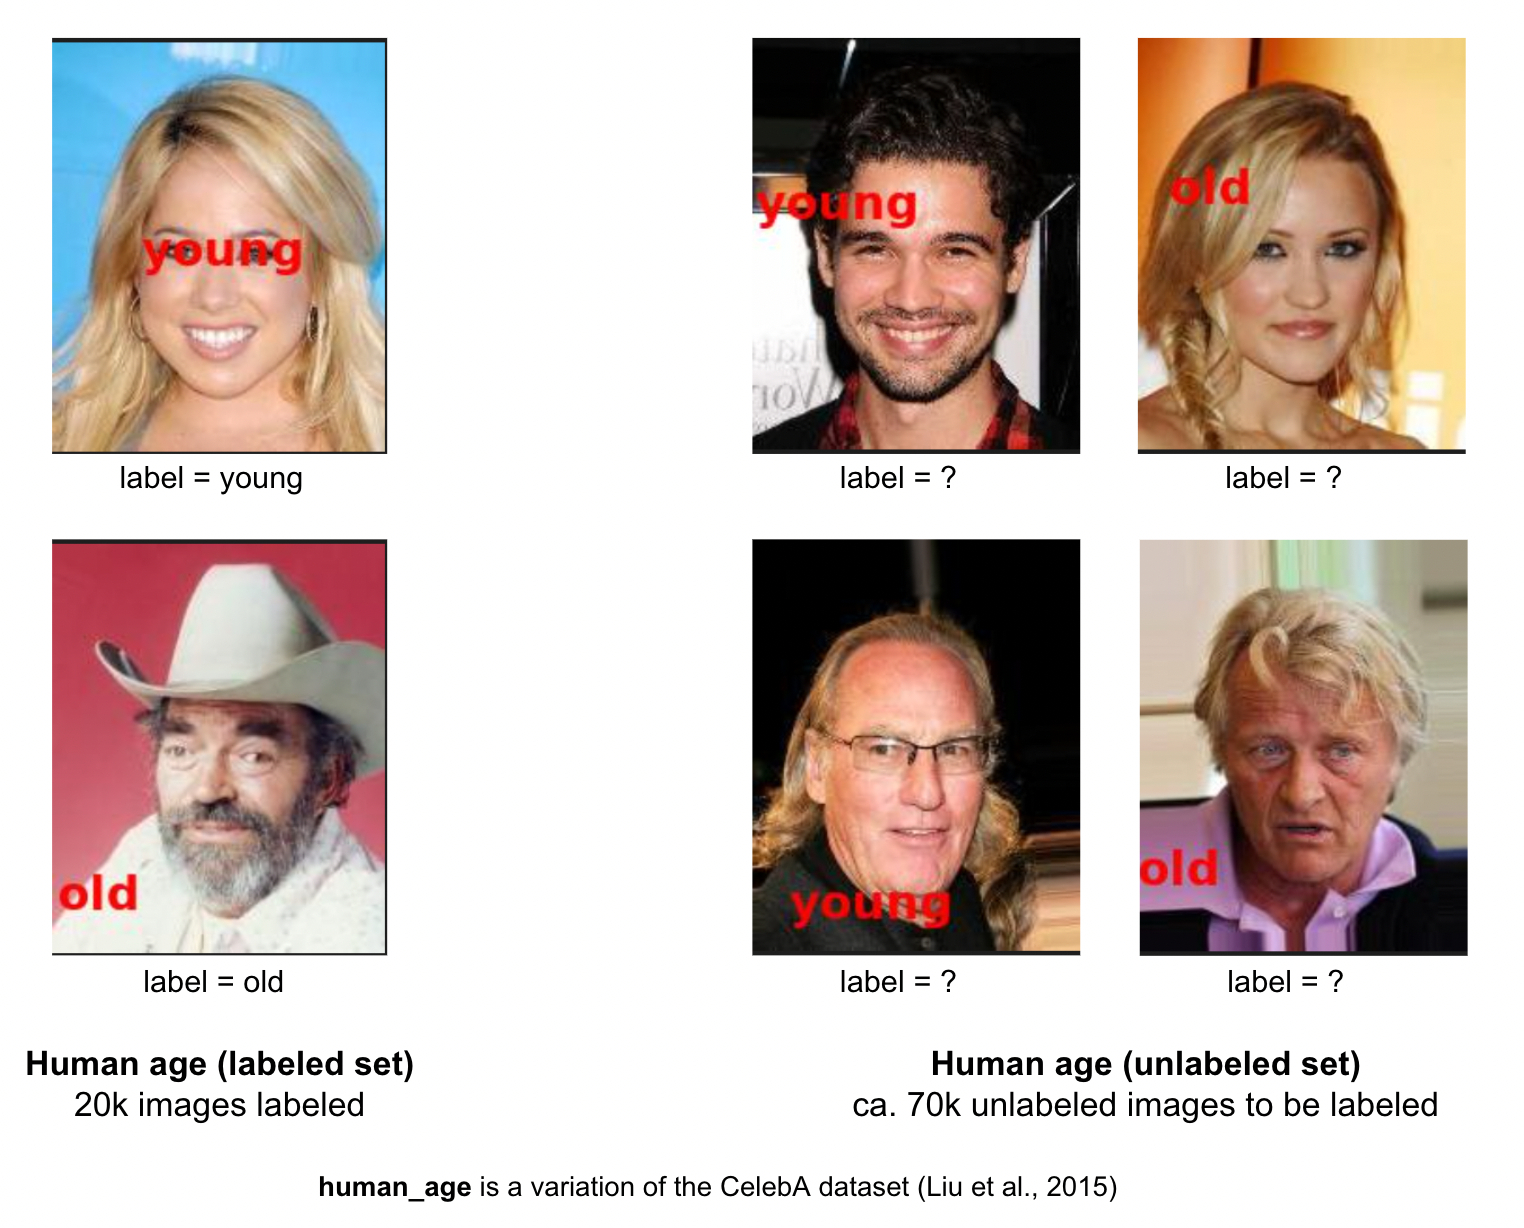 young
label = young
young
label = ?
old
label = ?
old
label = old
young
label = ?
old
label = ?
Human age (labeled set)
20k images labeled
Human age (unlabeled set)
ca. 70k unlabeled images to be labeled
human_age is a variation of the CelebA dataset (Liu et al., 2015)